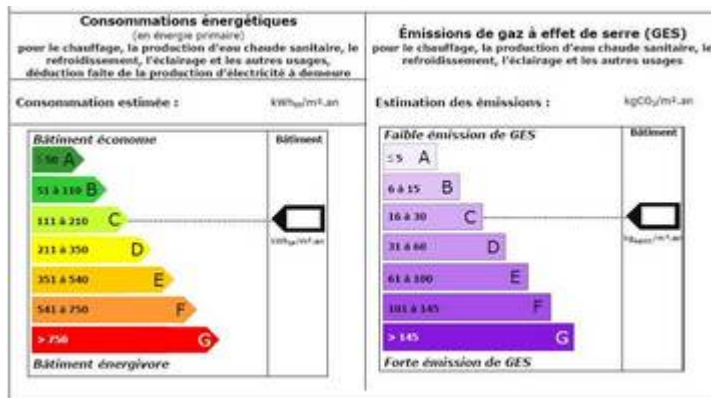 Consommations énergétiques
(en énergie primaire)
pour le chauffage, la production d'eau chaude sanitaire, le
refroidissement, l'éclairage et les autres usages,
déduction faite de la production d'électricité à demeure
Consommation estimée : kWhEP/m².an
Bâtiment économe
Bâtiment
≤ 50 A
51 à 110 B
111 à 210 C
kWhEP/m².an
211 à 350 D
351 à 540 E
541 à 750 F
> 750 G
Bâtiment énergivore
Émissions de gaz à effet de serre (GES)
pour le chauffage, la production d'eau chaude sanitaire, le
refroidissement, l'éclairage et les autres usages
Estimation des émissions : kgCO₂/m².an
Faible émission de GES
Bâtiment
≤ 5 A
6 à 15 B
16 à 30 C
31 à 60 D
61 à 100 E
101 à 145 F
> 145 G
Forte émission de GES